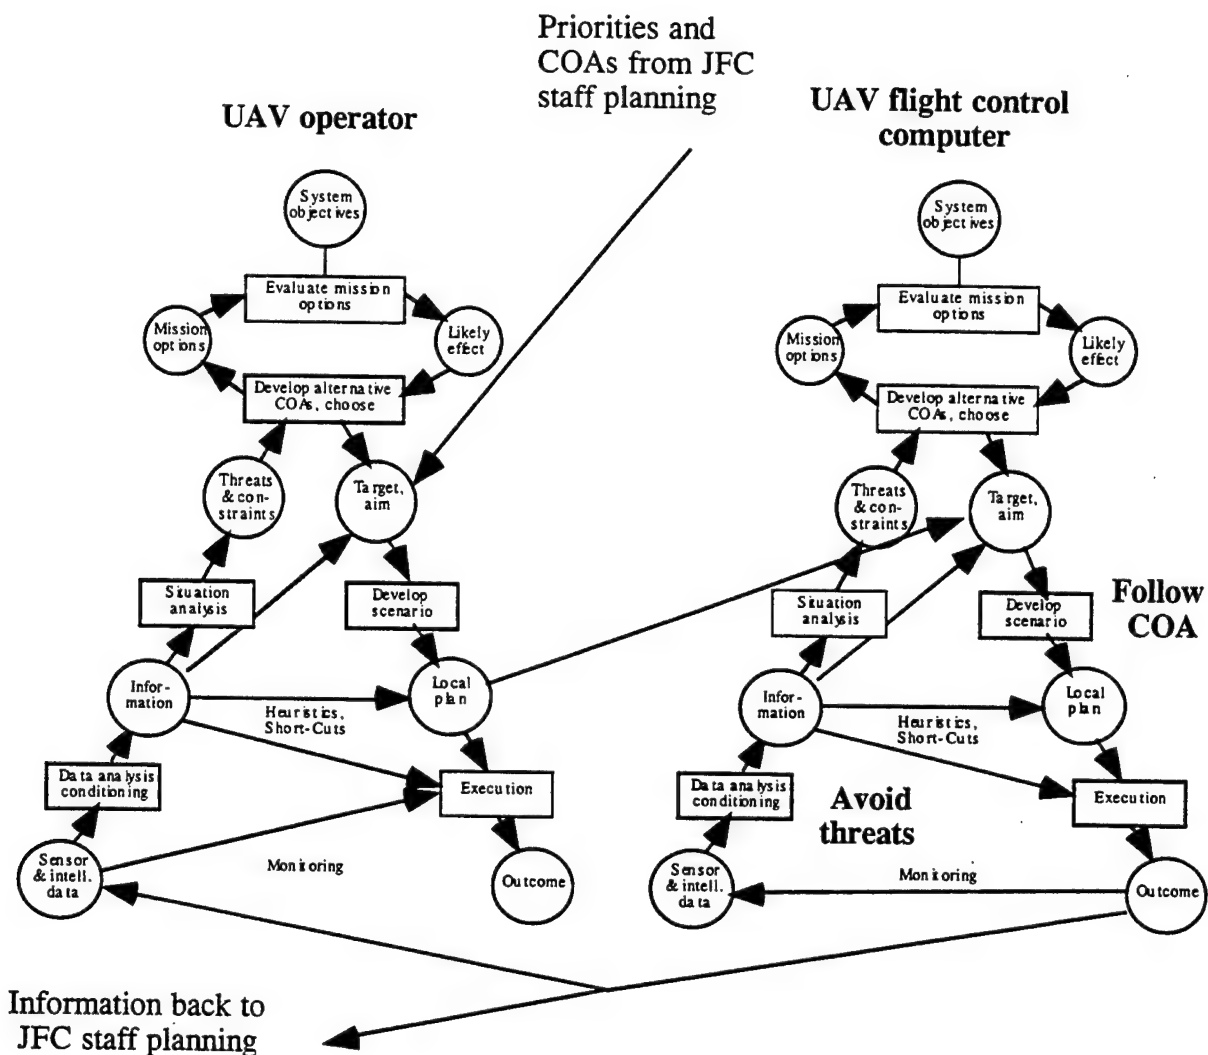 Priorities and
COAs from JFC
staff planning
UAV operator
System
objectives
Evaluate mission
options
Mission
options
Likely
effect
Develop alternative
COAs, choose
Threats
& con-
straints
Target,
aim
Situation
analysis
Develop
scenario
Infor-
mation
Local
plan
Heuristics,
Short-Cuts
Data analysis
conditioning
Execution
Sensor
& intell.
data
Monitoring
Outcome
UAV flight control
computer
System
objectives
Evaluate mission
options
Mission
options
Likely
effect
Develop alternative
COAs, choose
Threats
& con-
straints
Target,
aim
Situation
analysis
Develop
scenario
Follow
COA
Infor-
mation
Local
plan
Heuristics,
Short-Cuts
Data analysis
conditioning
Avoid
threats
Execution
Sensor
& intell.
data
Monitoring
Outcome
Information back to
JFC staff planning